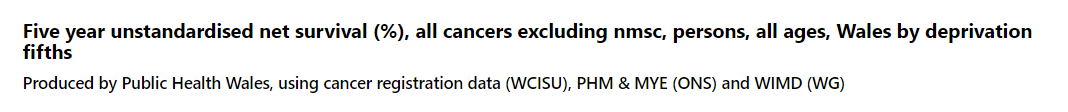 Five year unstandardised net survival (%), all cancers excluding nmsc, persons, all ages, Wales by deprivation
fifths
Produced by Public Health Wales, using cancer registration data (WCISU), PHM & MYE (ONS) and WIMD (WG)